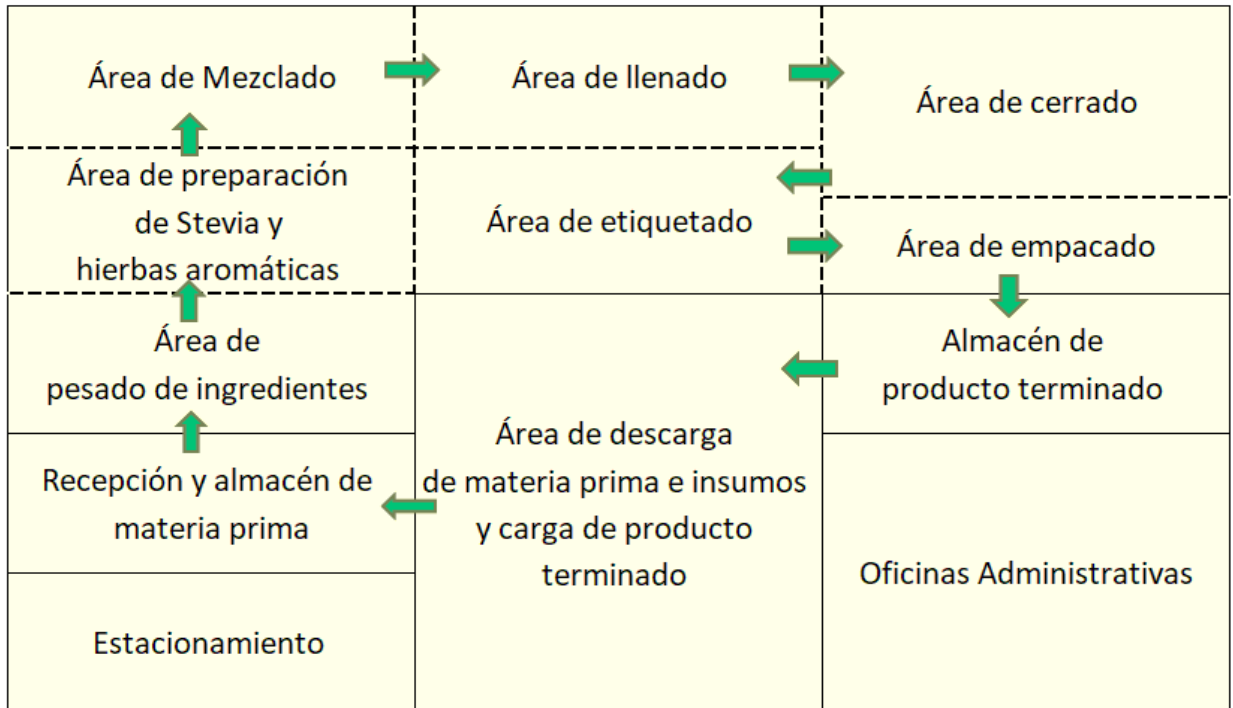 Área de Mezclado
Área de llenado
Área de cerrado
Área de preparación
de Stevia y
hierbas aromáticas
Área de etiquetado
Área de empacado
Área de
pesado de ingredientes
Almacén de
producto terminado
Recepción y almacén de
materia prima
Área de descarga
de materia prima e insumos
y carga de producto
terminado
Oficinas Administrativas
Estacionamiento